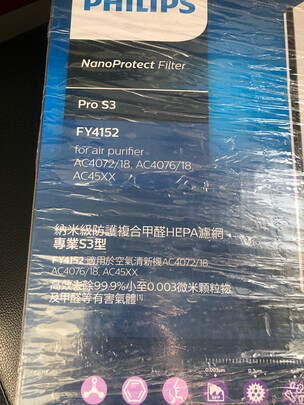 PHILIPS
NanoProtect Filter
Pro S3
FY4152
for air purifier
AC4072/18, AC4076/18,
AC45XX
納米級防護複合甲醛HEPA濾網
專業S3型
FY4152 適用於空氣清新機AC4072/18,
AC4076/18, AC45XX
高效去除99.9%小至0.003微米顆粒物
及甲醛等有害氣體[1]
0.003μm